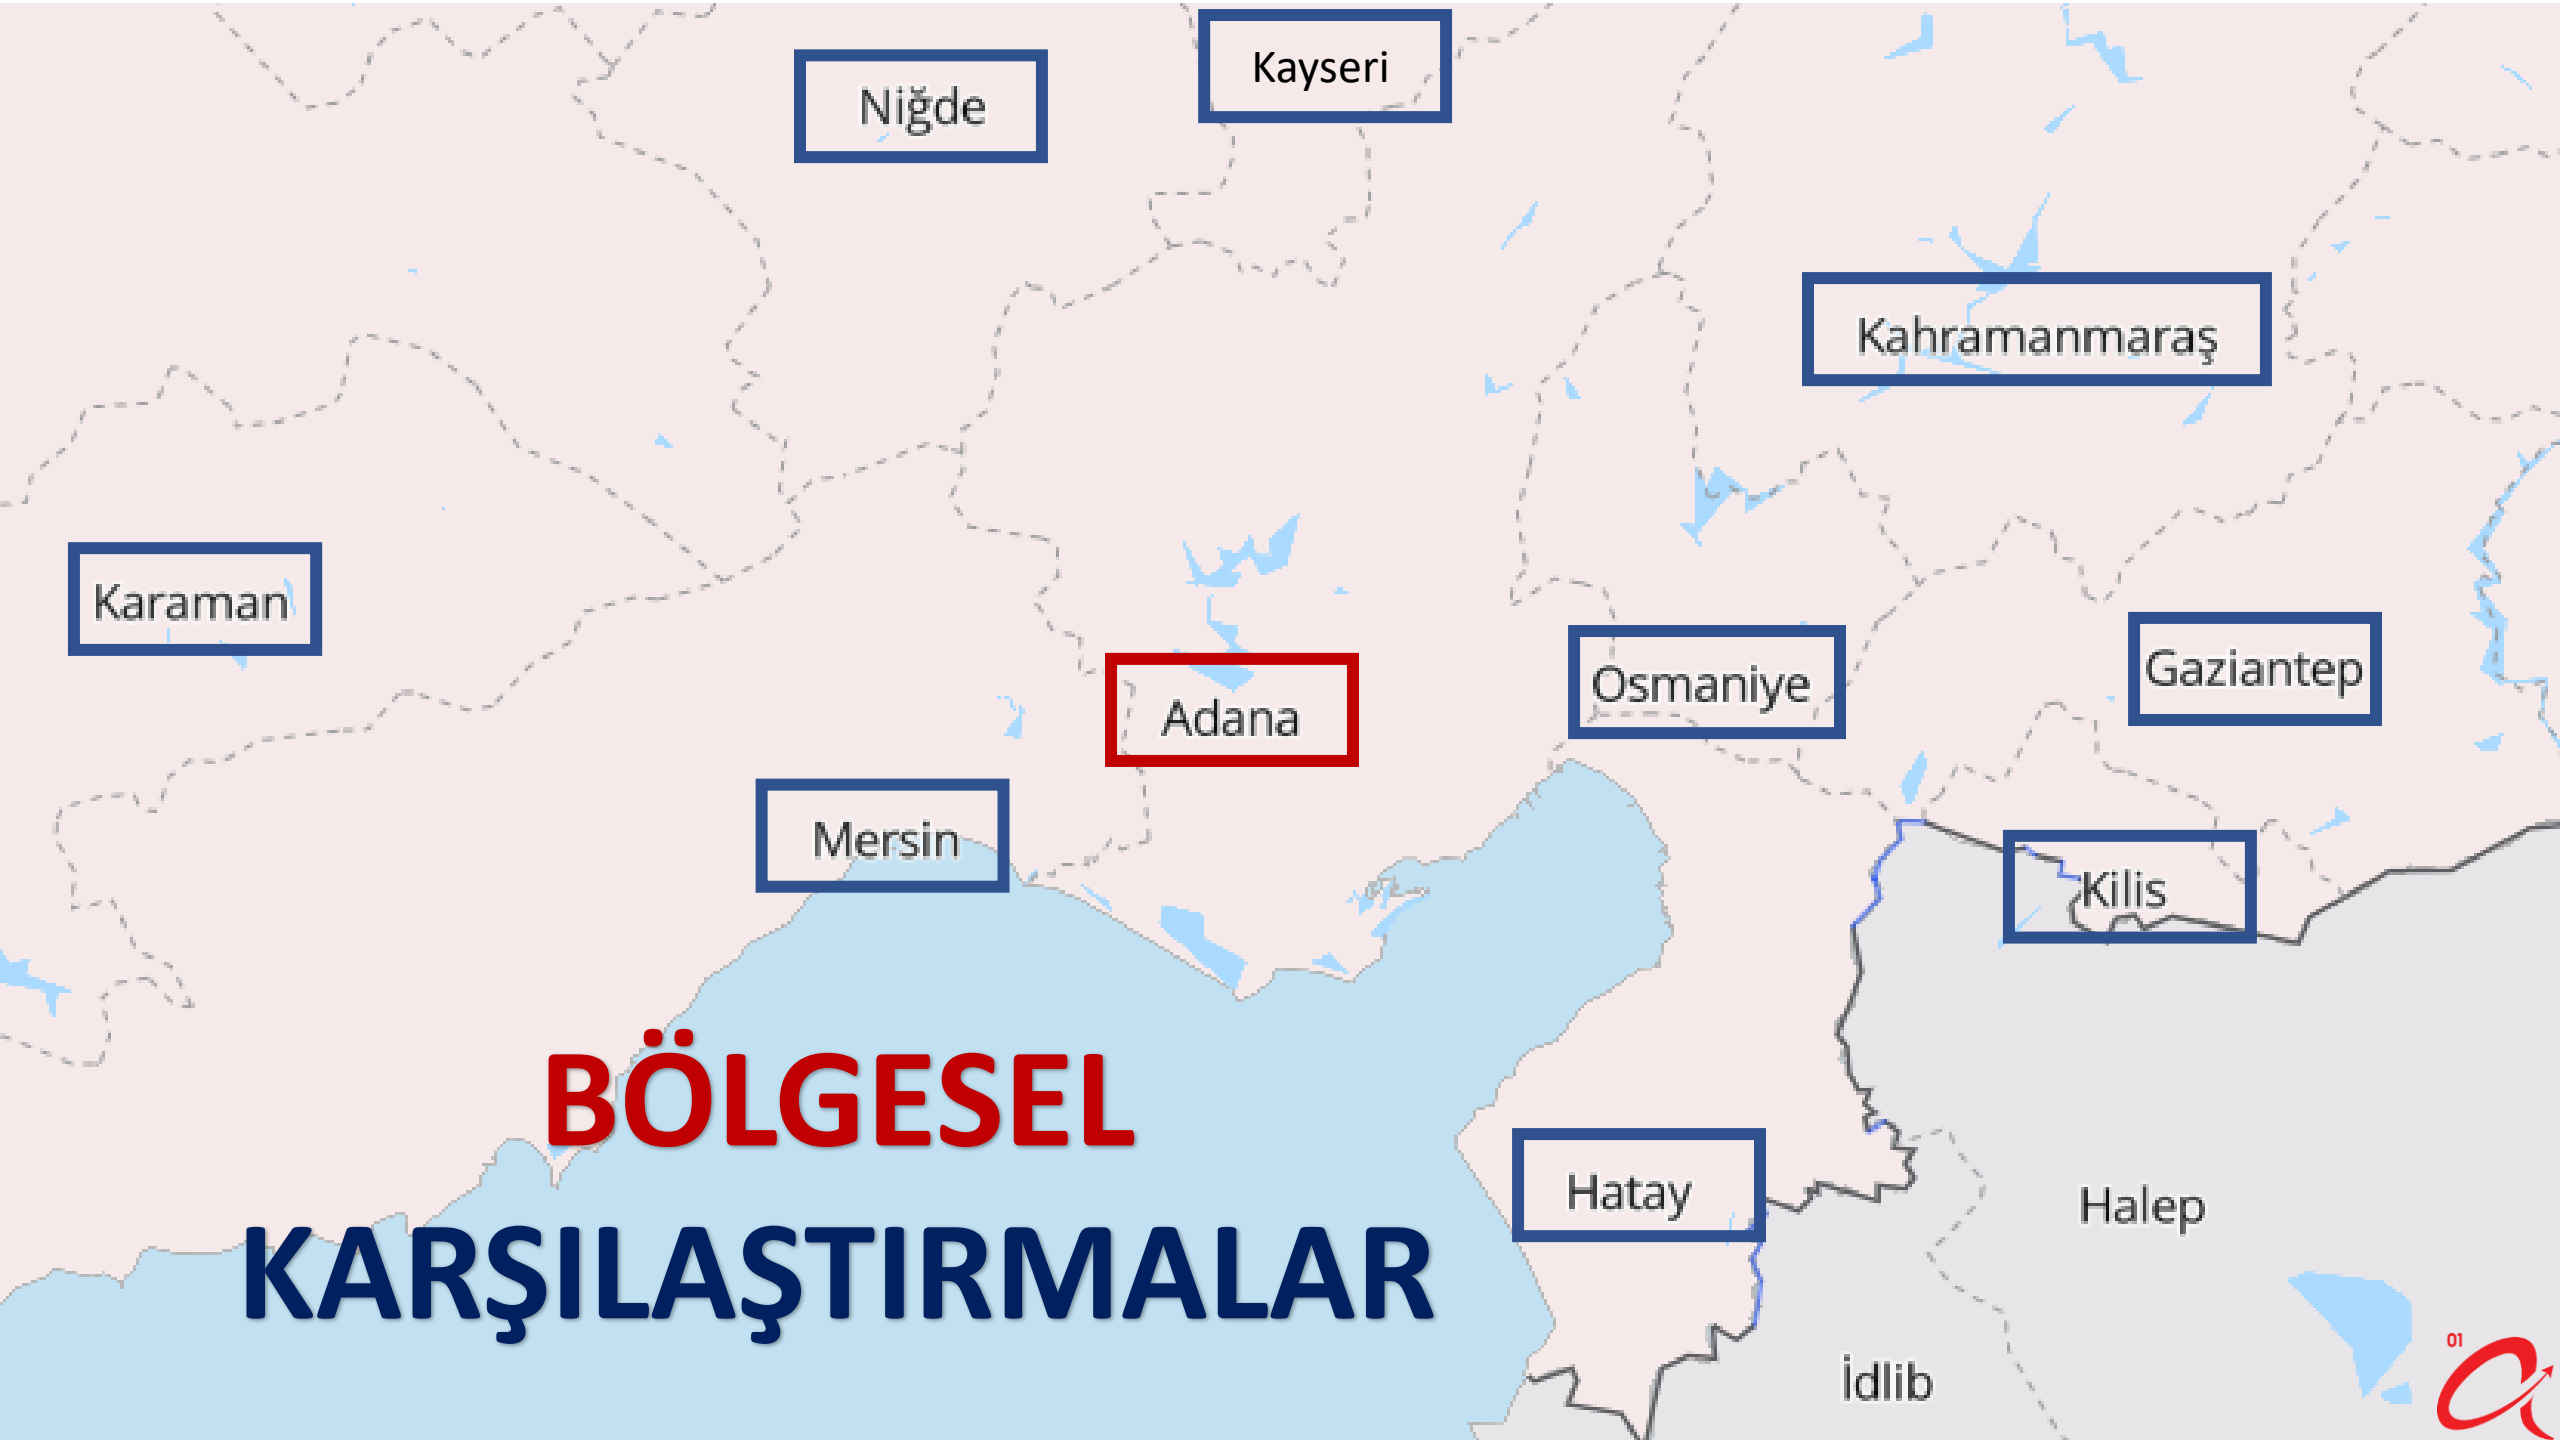 Kayseri
Niğde
Kahramanmaraş
Karaman
Gaziantep
Osmaniye
Adana
Mersin
Kilis
BÖLGESEL
KARŞILAŞTIRMALAR
Hatay
Halep
İdlib
01